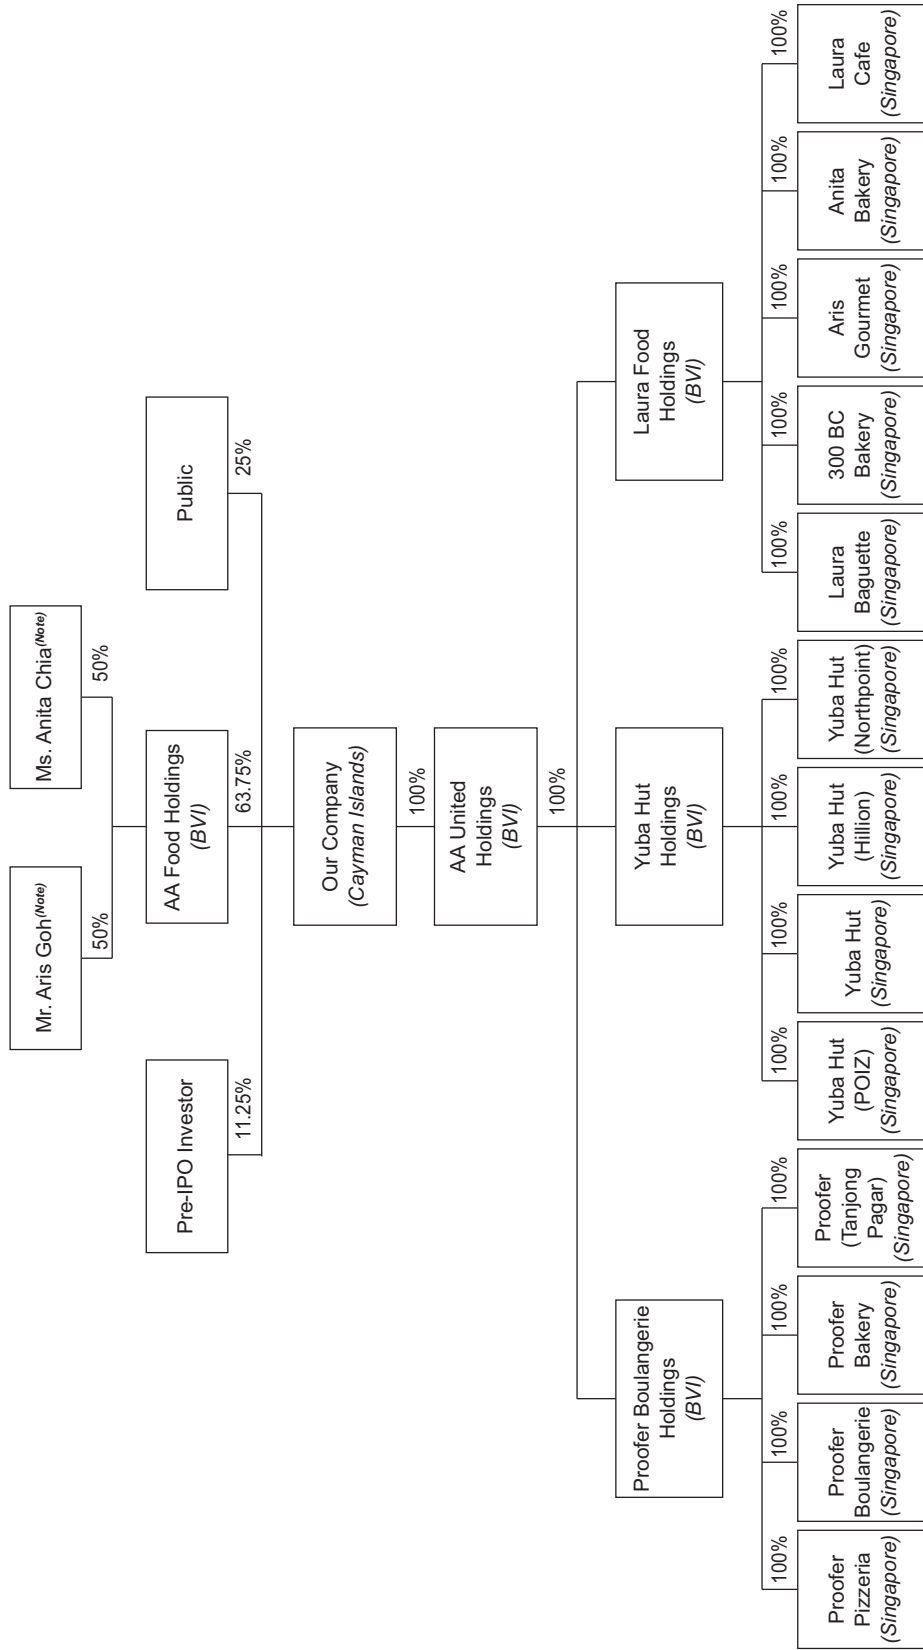 Mr. Aris Goh(Note)
Ms. Anita Chia(Note)
50%
50%
Pre-IPO Investor
AA Food Holdings
(BVI)
Public
11.25%
63.75%
25%
Our Company
(Cayman Islands)
100%
AA United
Holdings
(BVI)
100%
Proofer Boulangerie
Holdings
(BVI)
Yuba Hut
Holdings
(BVI)
Laura Food
Holdings
(BVI)
100%
100%
100%
100%
100%
100%
100%
100%
100%
100%
100%
100%
100%
Proofer
Pizzeria
(Singapore)
Proofer
Boulangerie
(Singapore)
Proofer
Bakery
(Singapore)
Proofer
(Tanjong
Pagar)
(Singapore)
Yuba Hut
(POIZ)
(Singapore)
Yuba Hut
(Singapore)
Yuba Hut
(Hillion)
(Singapore)
Yuba Hut
(Northpoint)
(Singapore)
Laura
Baguette
(Singapore)
300 BC
Bakery
(Singapore)
Aris
Gourmet
(Singapore)
Anita
Bakery
(Singapore)
Laura
Cafe
(Singapore)